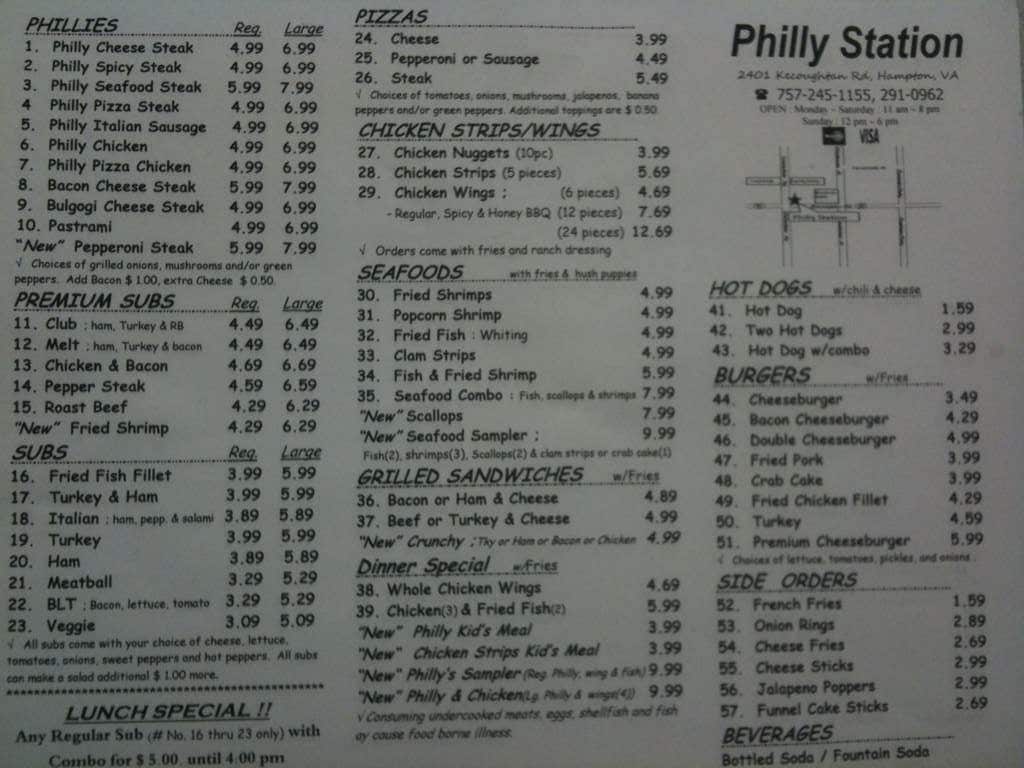 PHILLIES Reg. Large
1. Philly Cheese Steak 4.99 6.99
2. Philly Spicy Steak 4.99 6.99
3. Philly Seafood Steak 5.99 7.99
4 Philly Pizza Steak 4.99 6.99
5. Philly Italian Sausage 4.99 6.99
6. Philly Chicken 4.99 6.99
7. Philly Pizza Chicken 4.99 6.99
8. Bacon Cheese Steak 5.99 7.99
9. Bulgogi Cheese Steak 4.99 6.99
10. Pastrami 4.99 6.99
"New" Pepperoni Steak 5.99 7.99
√ Choices of grilled onions, mushrooms and/or green
peppers. Add Bacon $ 1.00, extra Cheese $ 0.50.
PREMIUM SUBS Reg. Large
11. Club ; ham, Turkey & RB 4.49 6.49
12. Melt ; ham, Turkey & bacon 4.49 6.49
13. Chicken & Bacon 4.69 6.69
14. Pepper Steak 4.59 6.59
15. Roast Beef 4.29 6.29
"New" Fried Shrimp 4.29 6.29
SUBS Reg. Large
16. Fried Fish Fillet 3.99 5.99
17. Turkey & Ham 3.99 5.99
18. Italian ; ham, pepp. & salami 3.89 5.89
19. Turkey 3.99 5.99
20. Ham 3.89 5.89
21. Meatball 3.29 5.29
22. BLT ; Bacon, lettuce, tomato 3.29 5.29
23. Veggie 3.09 5.09
√ All subs come with your choice of cheese, lettuce,
tomatoes, onions, sweet peppers and hot peppers. All subs
can make a salad additional $ 1.00 more.
LUNCH SPECIAL !!
Any Regular Sub (# No. 16 thru 23 only) with
Combo for $ 5.00. until 4:00 pm
PIZZAS
24. Cheese 3.99
25. Pepperoni or Sausage 4.49
26. Steak 5.49
√ Choices of tomatoes, onions, mushrooms, jalapenos, banana
peppers and/or green peppers. Additional toppings are $ 0.50.
CHICKEN STRIPS/WINGS
27. Chicken Nuggets (10pc) 3.99
28. Chicken Strips (5 pieces) 5.69
29. Chicken Wings ; (6 pieces) 4.69
- Regular, Spicy & Honey BBQ (12 pieces) 7.69
(24 pieces) 12.69
√ Orders come with fries and ranch dressing
SEAFOODS with fries & hush puppies
30. Fried Shrimps 4.99
31. Popcorn Shrimp 4.99
32. Fried Fish : Whiting 4.99
33. Clam Strips 4.99
34. Fish & Fried Shrimp 5.99
35. Seafood Combo : Fish, scallops & shrimps 7.99
"New" Scallops 7.99
"New" Seafood Sampler ; 9.99
Fish(2), shrimps(3), Scallops(2) & clam strips or crab cake(1)
GRILLED SANDWICHES w/Fries
36. Bacon or Ham & Cheese 4.89
37. Beef or Turkey & Cheese 4.99
"New" Crunchy ; Tky or Ham or Bacon or Chicken 4.99
Dinner Special w/Fries
38. Whole Chicken Wings 4.69
39. Chicken(3) & Fried Fish(2) 5.99
"New" Philly Kid's Meal 3.99
"New" Chicken Strips Kid's Meal 3.99
"New" Philly's Sampler(Reg. Philly, wing & fish) 9.99
"New" Philly & Chicken(Lg. Philly & wings(4)) 9.99
√ Consuming undercooked meats, eggs, shellfish and fish
ay cause food borne illness.
Philly Station
2401 Kecoughtan Rd, Hampton, VA
☎ 757-245-1155, 291-0962
OPEN : Monday - Saturday : 11 am - 8 pm
Sunday : 12 pm - 6 pm
VISA
Philly Station
HOT DOGS w/chili & cheese
41. Hot Dog 1.59
42. Two Hot Dogs 2.99
43. Hot Dog w/combo 3.29
BURGERS w/Fries
44. Cheeseburger 3.49
45. Bacon Cheeseburger 4.29
46. Double Cheeseburger 4.99
47. Fried Pork 3.99
48. Crab Cake 3.99
49. Fried Chicken Fillet 4.29
50. Turkey 4.59
51. Premium Cheeseburger 5.99
√ Choices of lettuce, tomatoes, pickles, and onions.
SIDE ORDERS
52. French Fries 1.59
53. Onion Rings 2.89
54. Cheese Fries 2.69
55. Cheese Sticks 2.99
56. Jalapeno Poppers 2.99
57. Funnel Cake Sticks 2.69
BEVERAGES
Bottled Soda / Fountain Soda